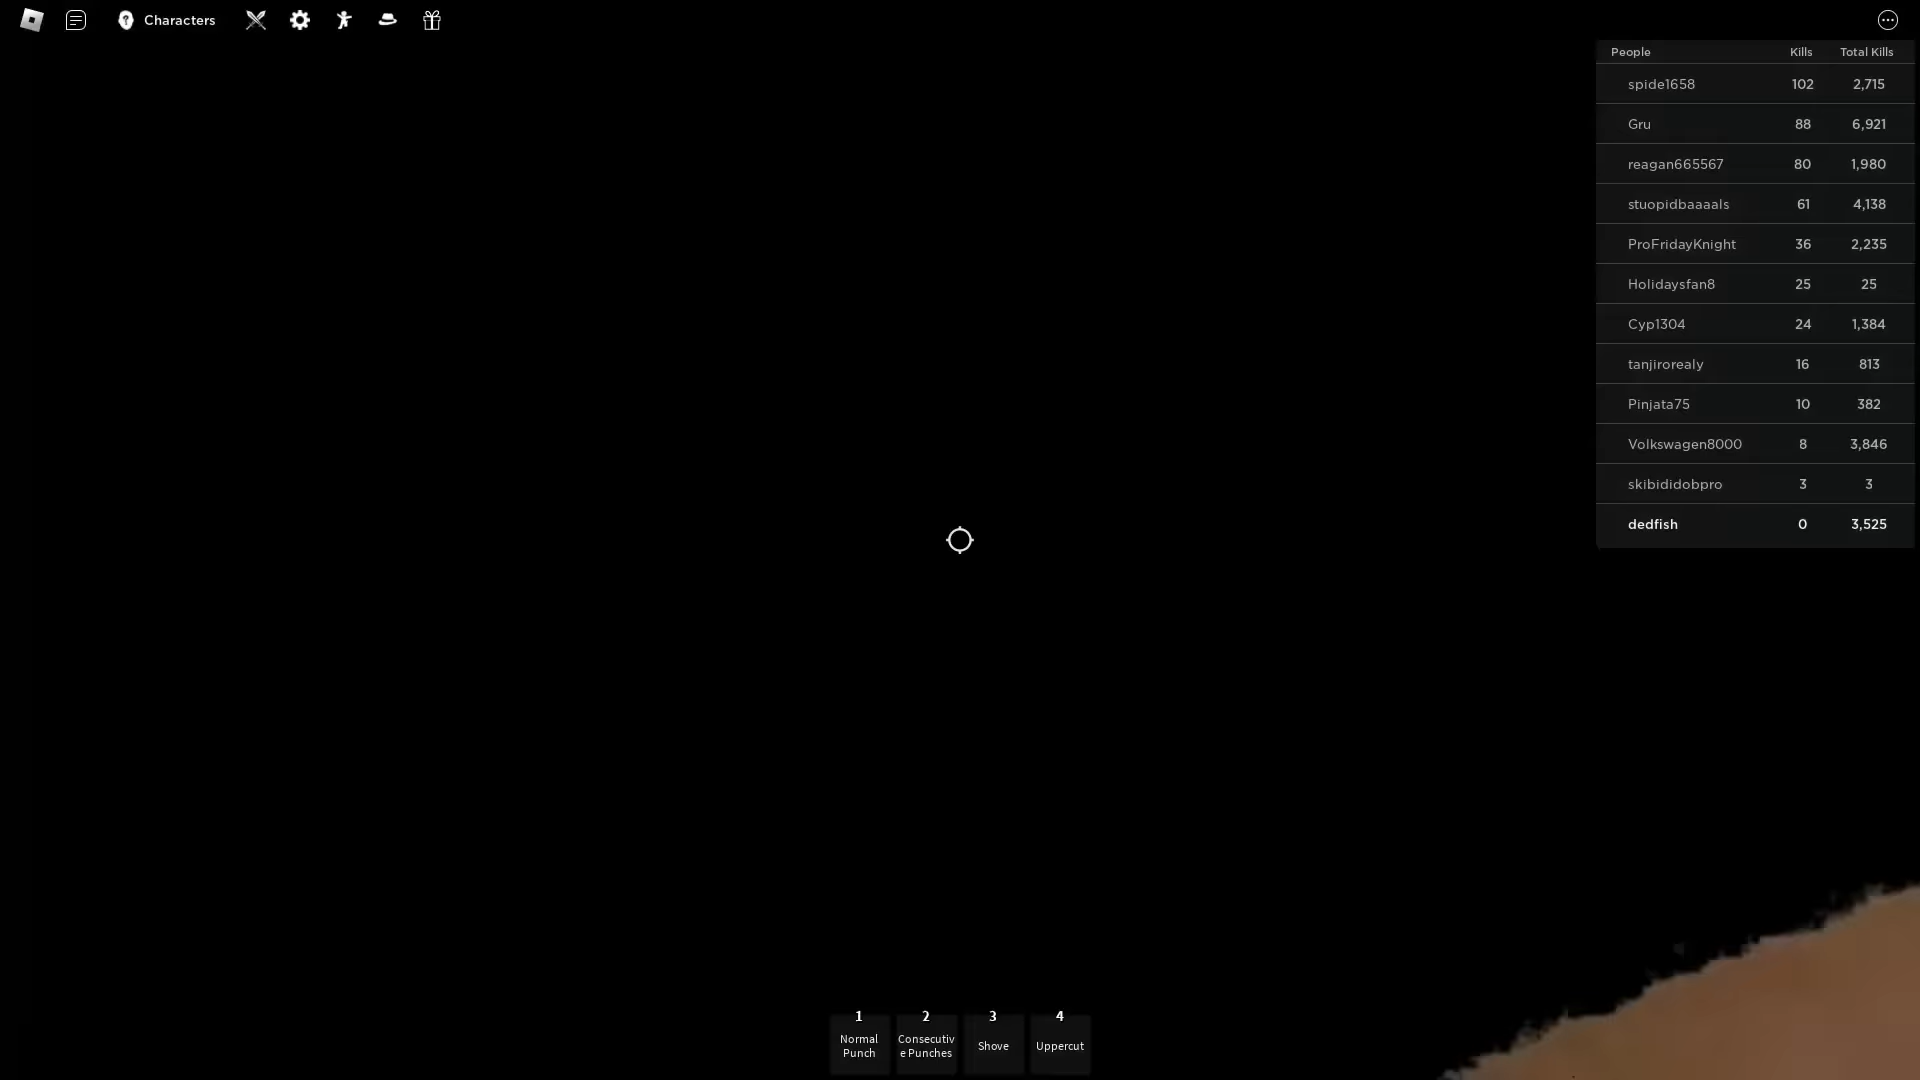 Characters
People Kills Total Kills
spide1658 102 2,715
Gru 88 6,921
reagan665567 80 1,980
stuopidbaaaals 61 4,138
ProFridayKnight 36 2,235
Holidaysfan8 25 25
Cyp1304 24 1,384
tanjirorealy 16 813
Pinjata75 10 382
Volkswagen8000 8 3,846
skibididobpro 3 3
dedfish 0 3,525
1 2 3 4
Normal
Punch
Consecutiv
e Punches
Shove
Uppercut